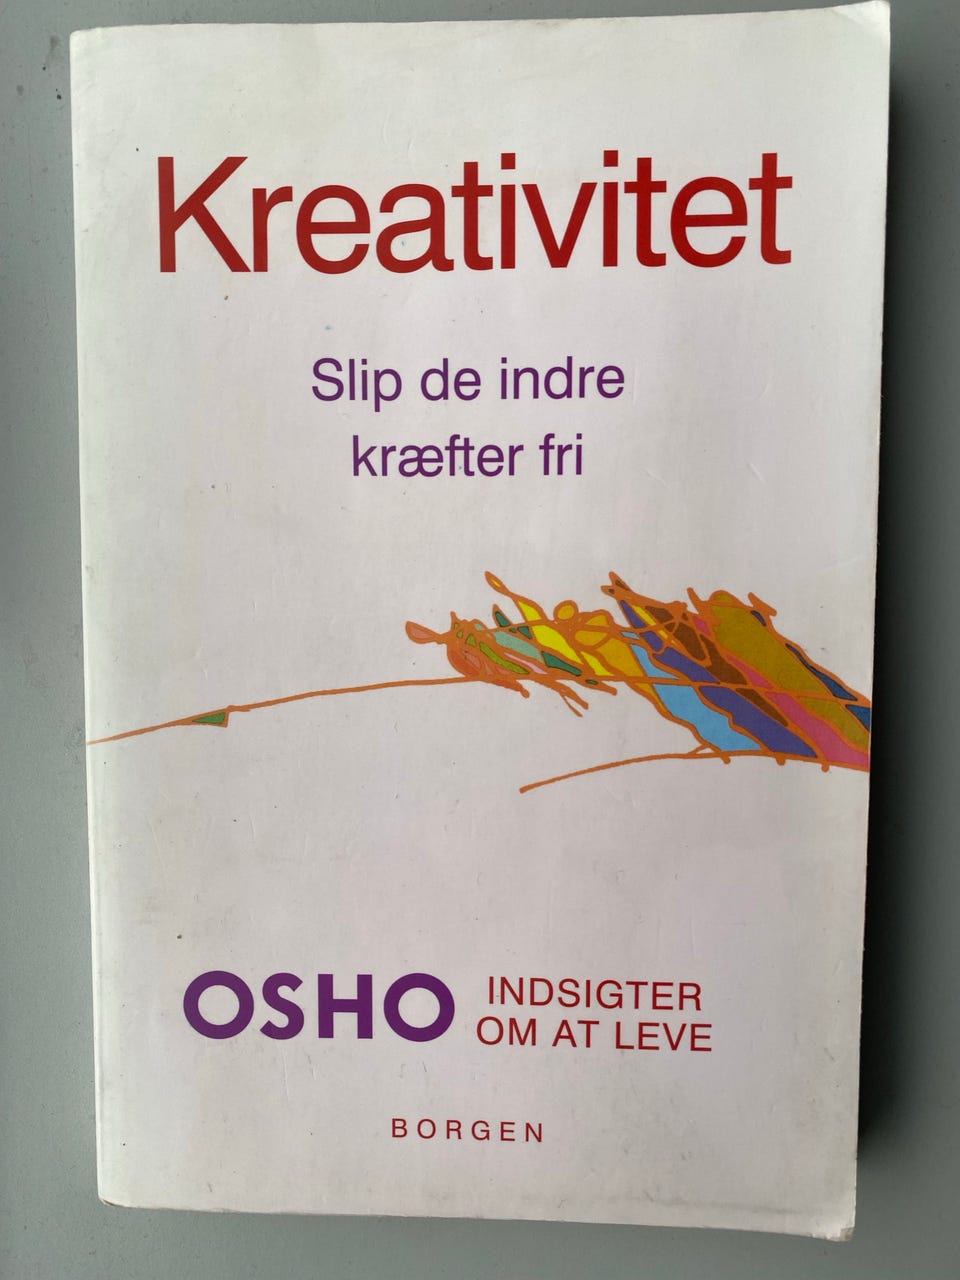 Kreativitet
Slip de indre
kræfter fri
OSHO
INDSIGTER
OM AT LEVE
BORGEN